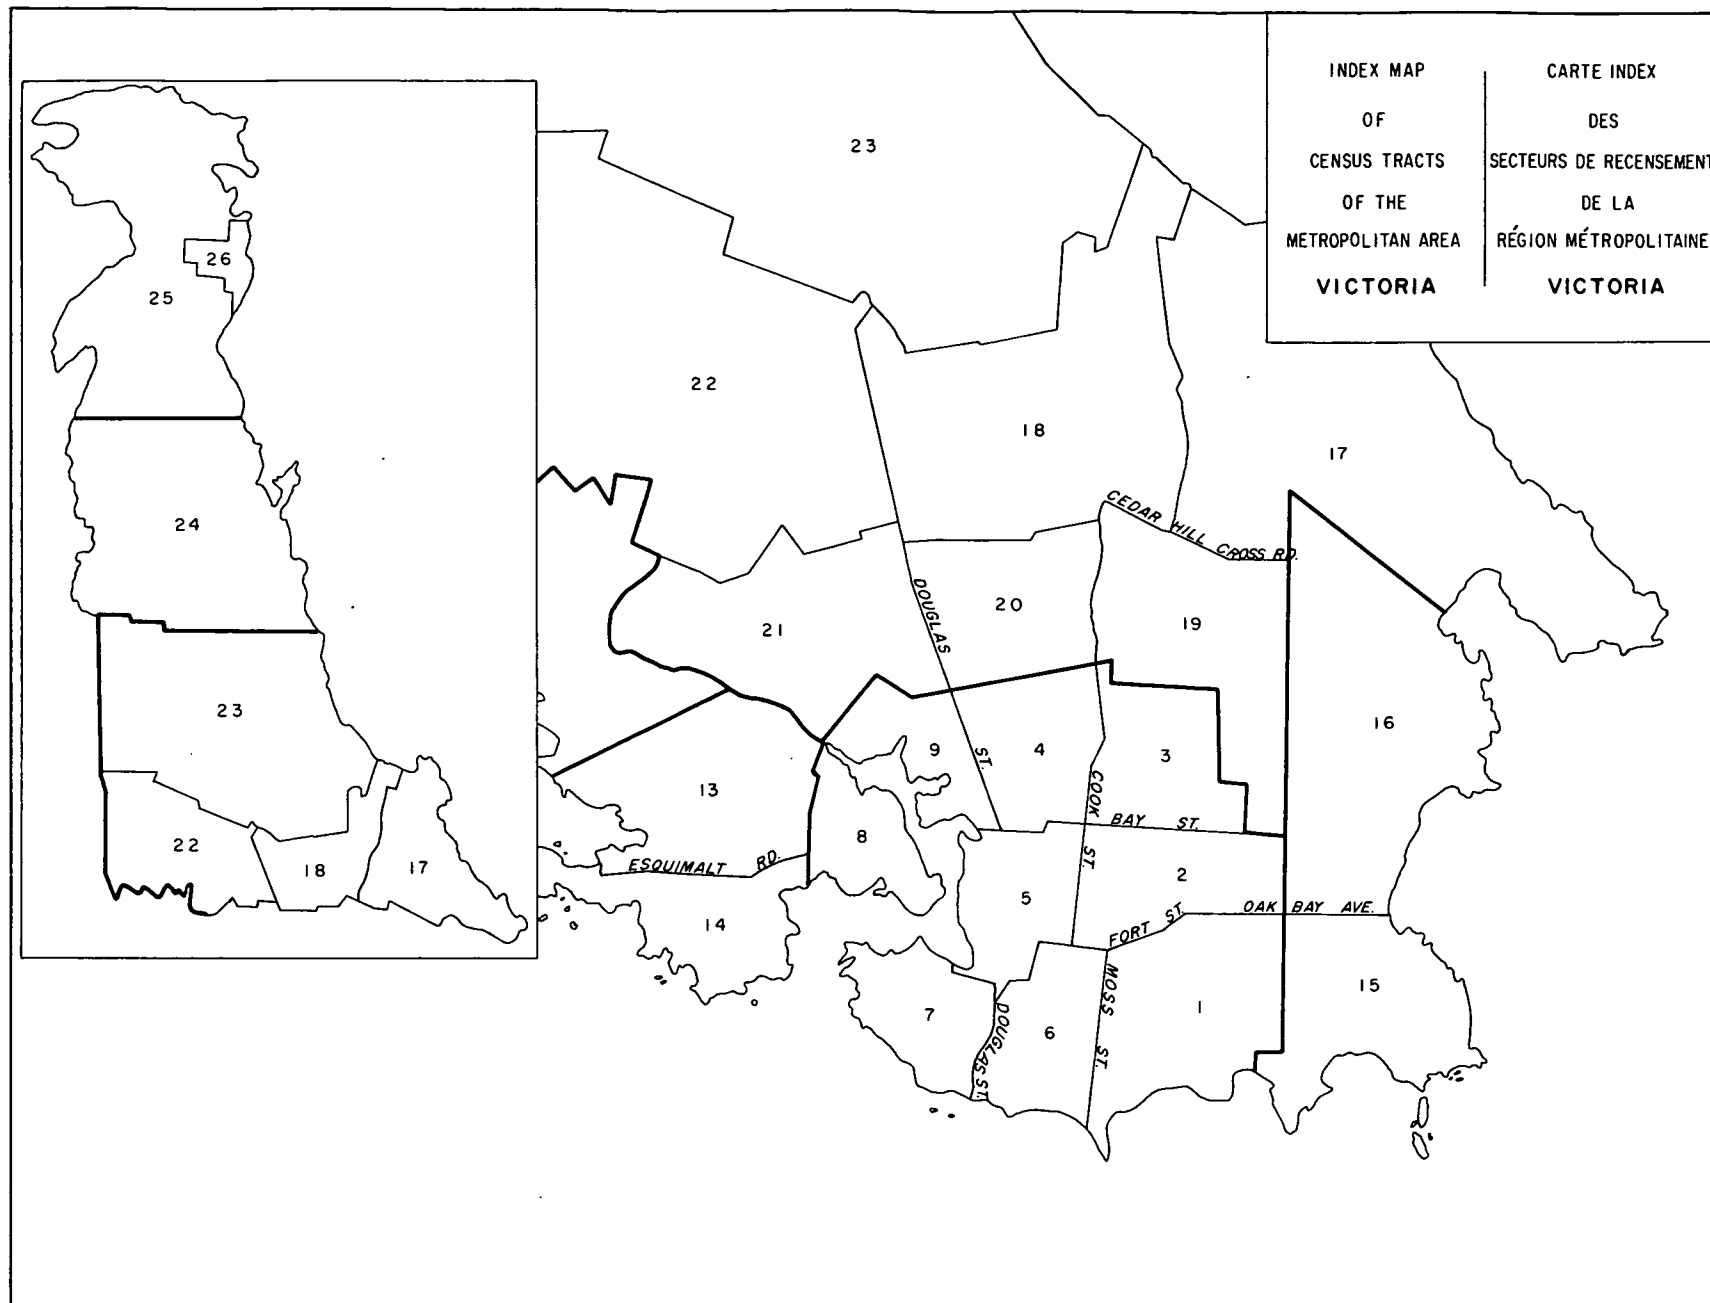 INDEX MAP
OF
CENSUS TRACTS
OF THE
METROPOLITAN AREA
VICTORIA
CARTE INDEX
DES
SECTEURS DE RECENSEMENT
DE LA
RÉGION MÉTROPOLITAINE
VICTORIA
26
25
24
23
22
18
17
23
22
18
17
CEDAR HILL CROSS RD.
DOUGLAS ST.
20
21
19
16
9
4
3
13
COOK ST.
BAY ST.
8
ESQUIMALT RD.
2
5
OAK BAY AVE.
FORT ST.
14
MOSS ST.
15
7
DOUGLAS ST.
6
1